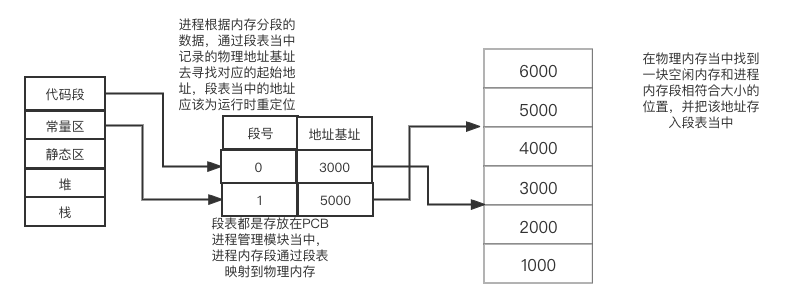 进程根据内存分段的
数据，通过段表当中
记录的物理地址基址
去寻找对应的起始地
址，段表当中的地址
应该为运行时重定位
代码段
常量区
静态区
堆
栈
段号 地址基址
0 3000
1 5000
段表都是存放在PCB
进程管理模块当中，
进程内存段通过段表
映射到物理内存
6000
5000
4000
3000
2000
1000
在物理内存当中找到
一块空闲内存和进程
内存段相符合大小的
位置，并把该地址存
入段表当中